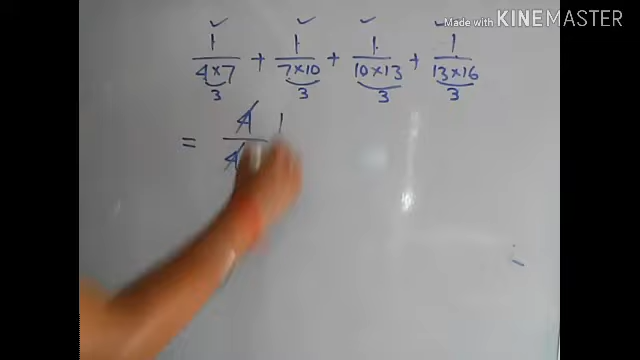 Made with KINEMASTER
1/(4×7) + 1/(7×10) + 1/(10×13) + 1/(13×16)
3 3 3 3
= 4/4 1